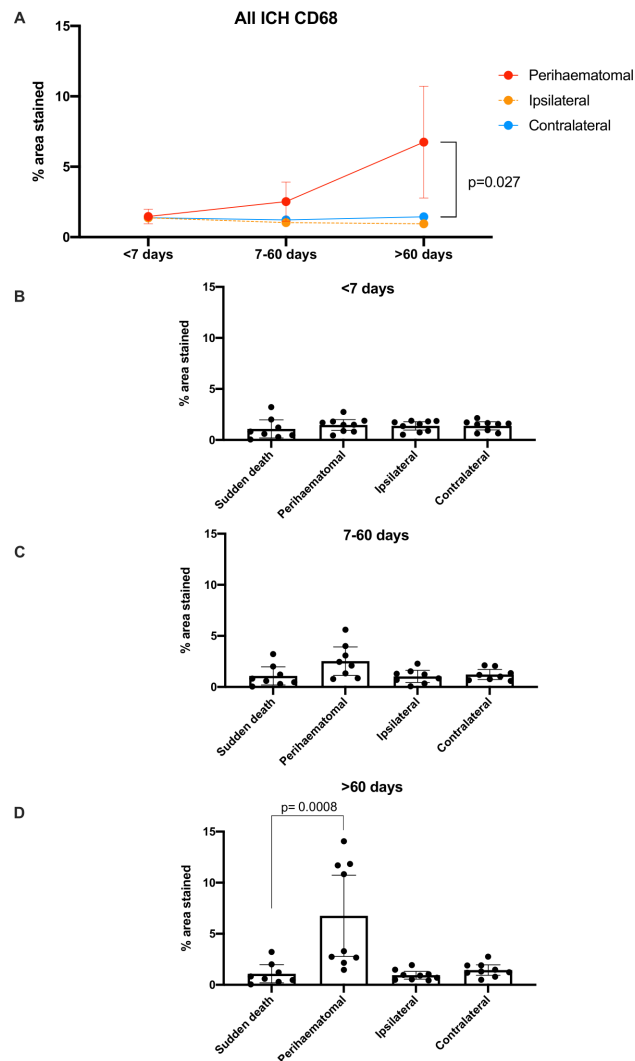 A
All ICH CD68
15
10
5
0
% area stained
<7 days
7-60 days
>60 days
Perihaematomal
Ipsilateral
Contralateral
p=0.027
B
<7 days
15
10
5
0
% area stained
Sudden death
Perihaematomal
Ipsilateral
Contralateral
C
7-60 days
15
10
5
0
% area stained
Sudden death
Perihaematomal
Ipsilateral
Contralateral
D
>60 days
p= 0.0008
15
10
5
0
% area stained
Sudden death
Perihaematomal
Ipsilateral
Contralateral